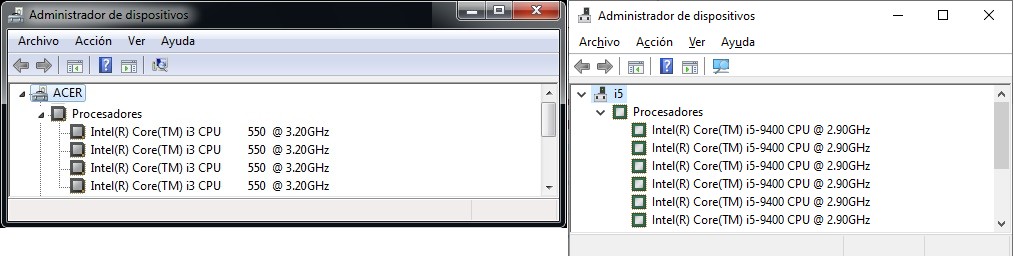 Administrador de dispositivos
Archivo Acción Ver Ayuda
ACER
Procesadores
Intel(R) Core(TM) i3 CPU 550 @ 3.20GHz
Intel(R) Core(TM) i3 CPU 550 @ 3.20GHz
Intel(R) Core(TM) i3 CPU 550 @ 3.20GHz
Intel(R) Core(TM) i3 CPU 550 @ 3.20GHz
Administrador de dispositivos
Archivo Acción Ver Ayuda
i5
Procesadores
Intel(R) Core(TM) i5-9400 CPU @ 2.90GHz
Intel(R) Core(TM) i5-9400 CPU @ 2.90GHz
Intel(R) Core(TM) i5-9400 CPU @ 2.90GHz
Intel(R) Core(TM) i5-9400 CPU @ 2.90GHz
Intel(R) Core(TM) i5-9400 CPU @ 2.90GHz
Intel(R) Core(TM) i5-9400 CPU @ 2.90GHz